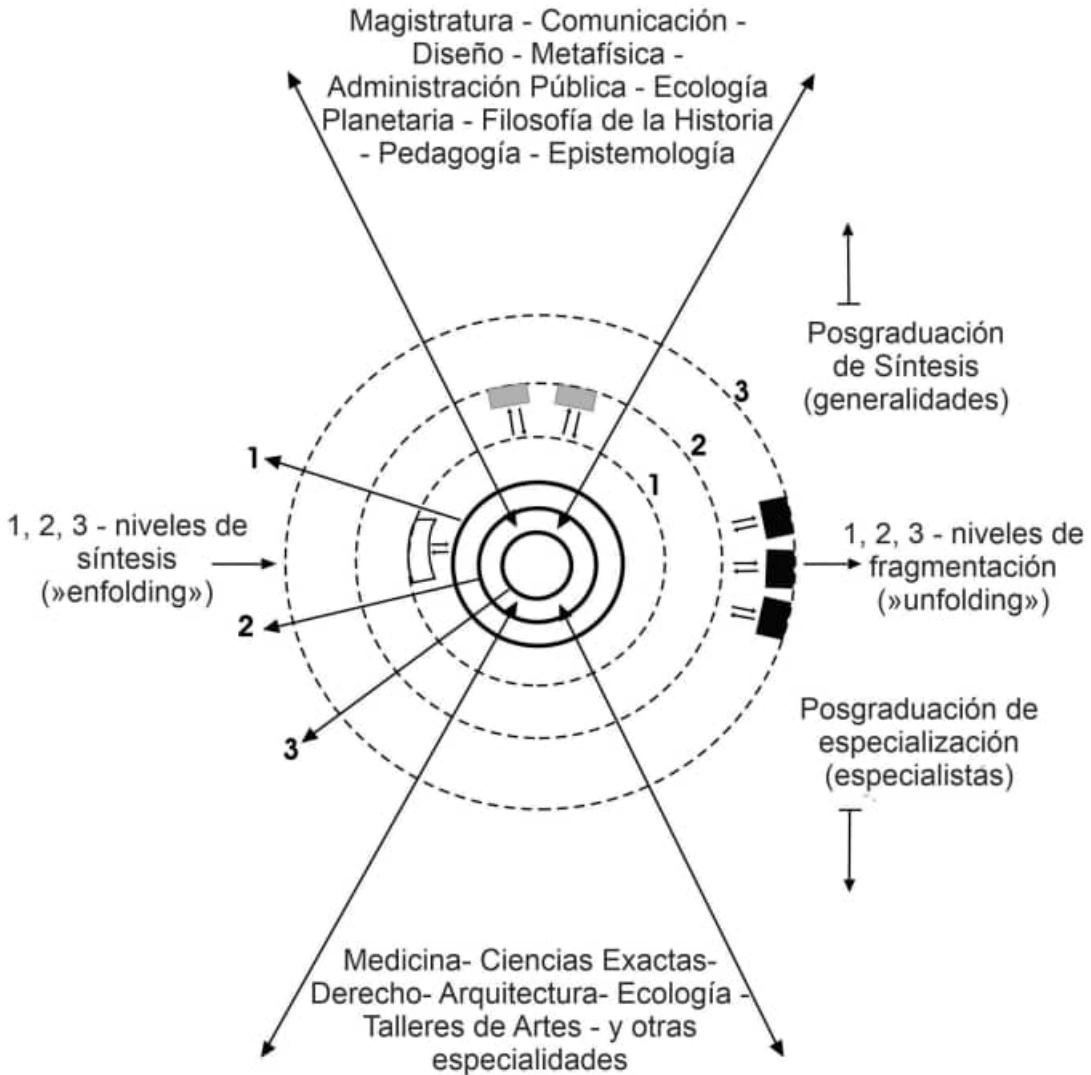 Magistratura - Comunicación -
Diseño - Metafísica -
Administración Pública - Ecología
Planetaria - Filosofía de la Historia
- Pedagogía - Epistemología
Posgraduación
de Síntesis
(generalidades)
3
2
1
1
1, 2, 3 - niveles de
síntesis
(»enfolding»)
2
3
1, 2, 3 - niveles de
fragmentación
(»unfolding»)
Posgraduación de
especialización
(especialistas)
Medicina- Ciencias Exactas-
Derecho- Arquitectura- Ecología -
Talleres de Artes - y otras
especialidades